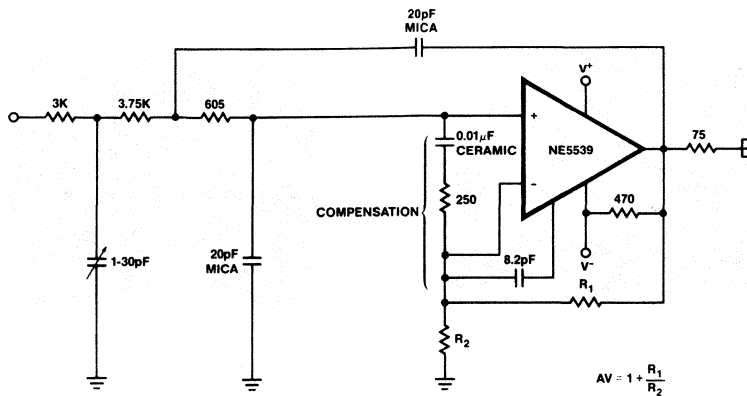 20pF
MICA
3K
3.75K
605
V+
+
0.01μF
CERAMIC
NE5539
75
−
COMPENSATION
250
470
1-30pF
20pF
MICA
8.2pF
V−
R1
R2
AV = 1 + R1/R2